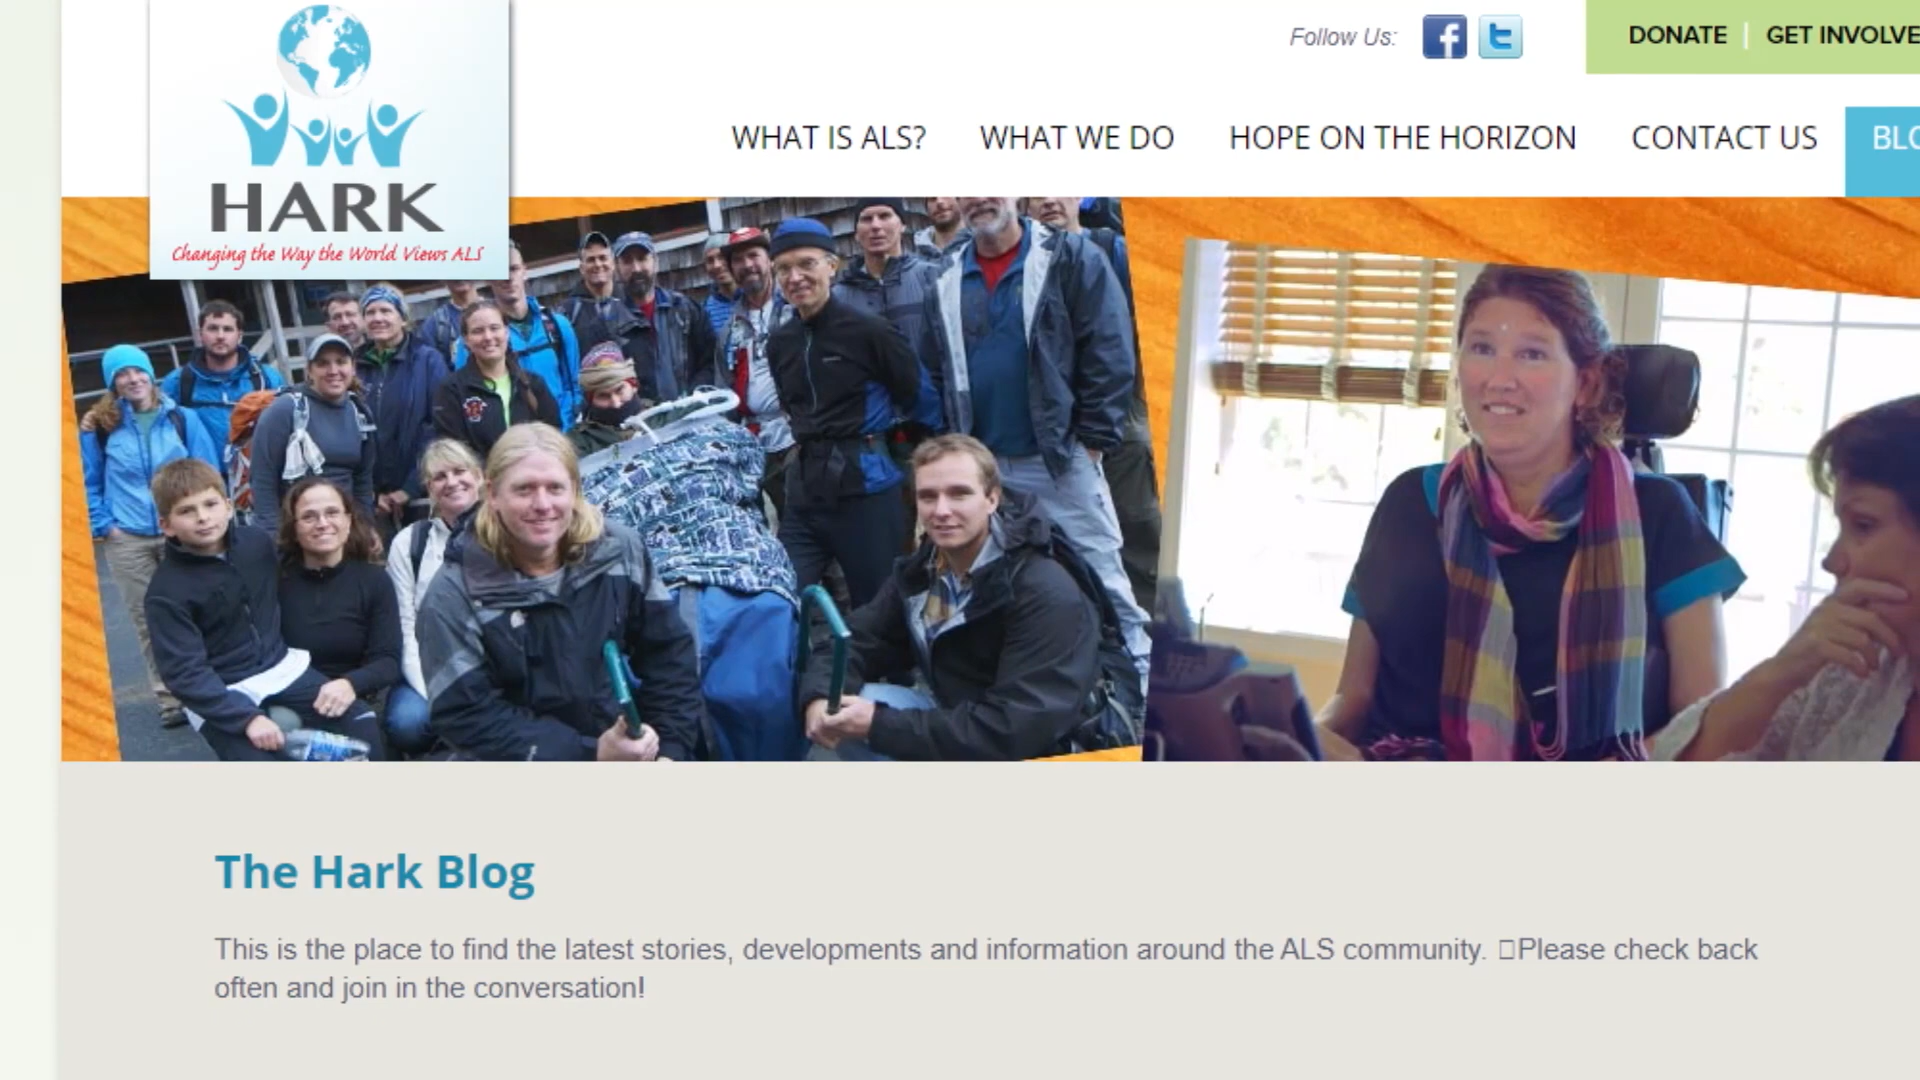 Follow Us:
DONATE | GET INVOLVE
WHAT IS ALS? WHAT WE DO HOPE ON THE HORIZON CONTACT US BLO
HARK
Changing the Way the World Views ALS
The Hark Blog
This is the place to find the latest stories, developments and information around the ALS community. □Please check back
often and join in the conversation!